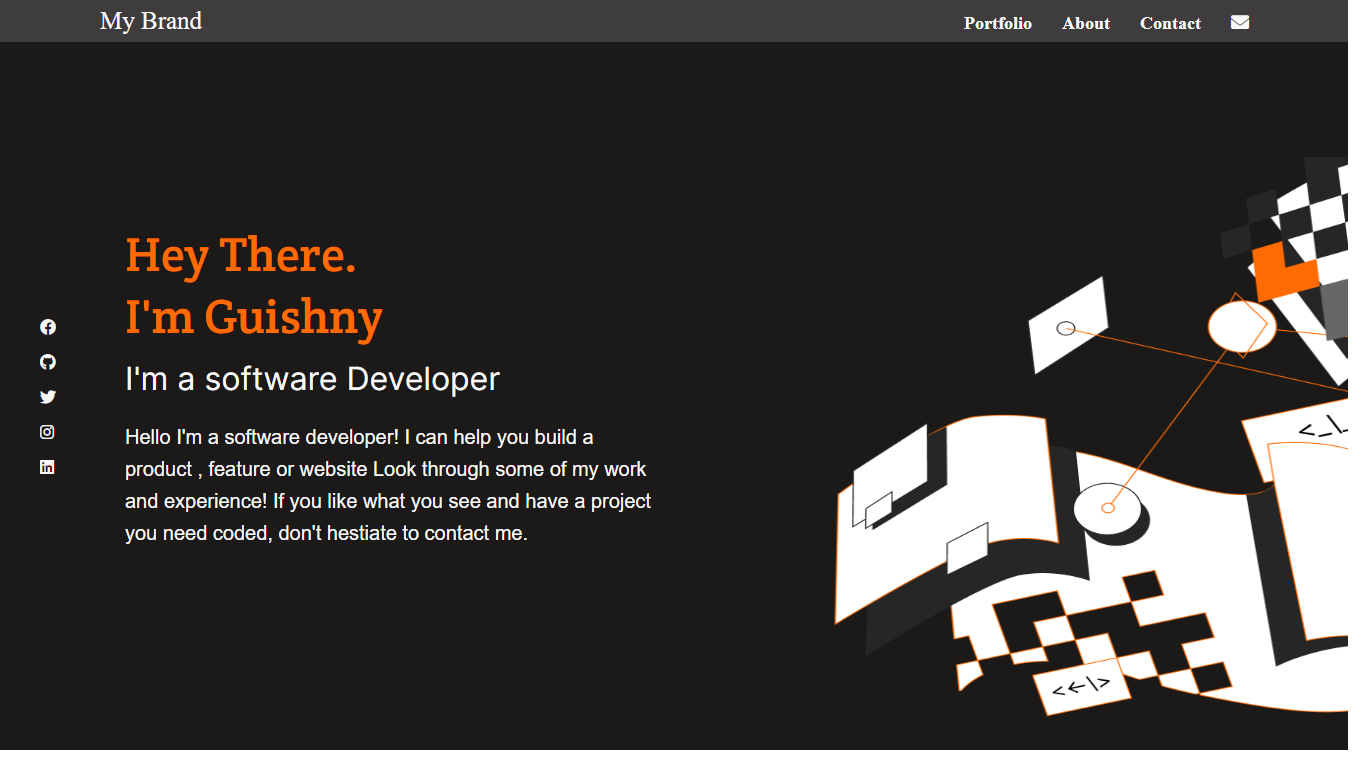 My Brand
Portfolio About Contact
Hey There.
I'm Guishny
I'm a software Developer
Hello I'm a software developer! I can help you build a
product , feature or website Look through some of my work
and experience! If you like what you see and have a project
you need coded, don't hestiate to contact me.